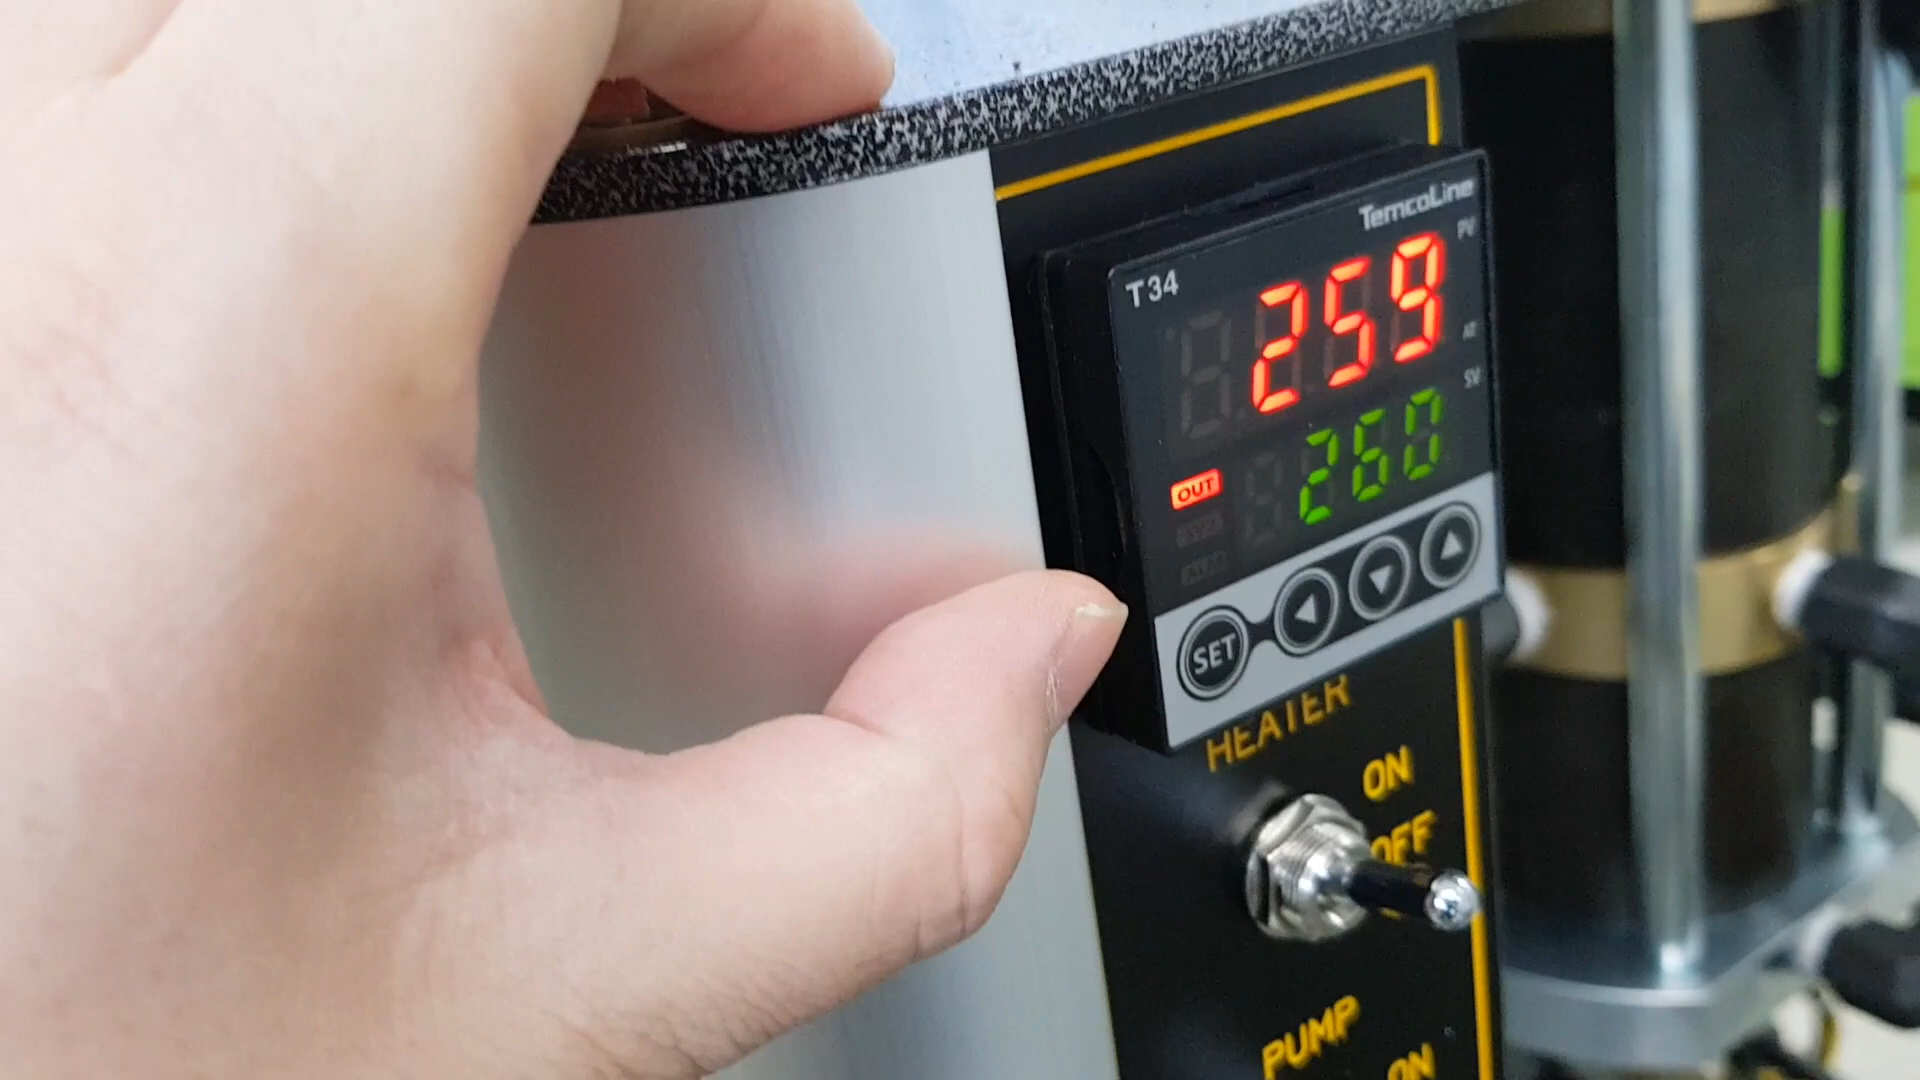 TemcoLine
T34
PV
259
AT
SV
260
OUT
SET
HEATER
ON
OFF
PUMP
ON